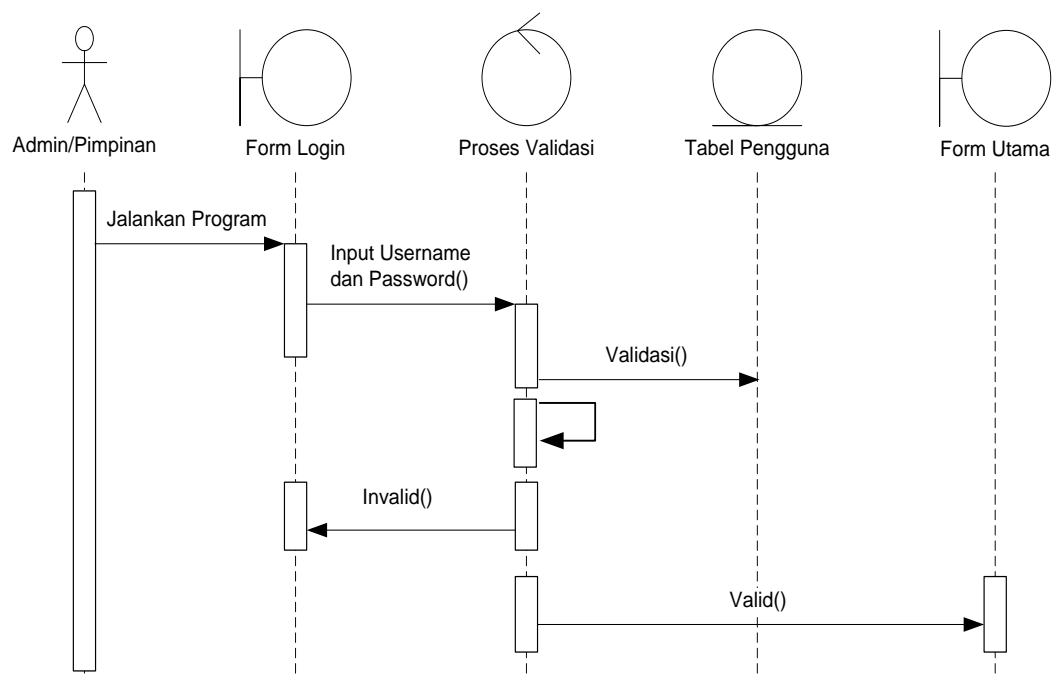 Admin/Pimpinan
Form Login
Proses Validasi
Tabel Pengguna
Form Utama
Jalankan Program
Input Username
dan Password()
Validasi()
Invalid()
Valid()